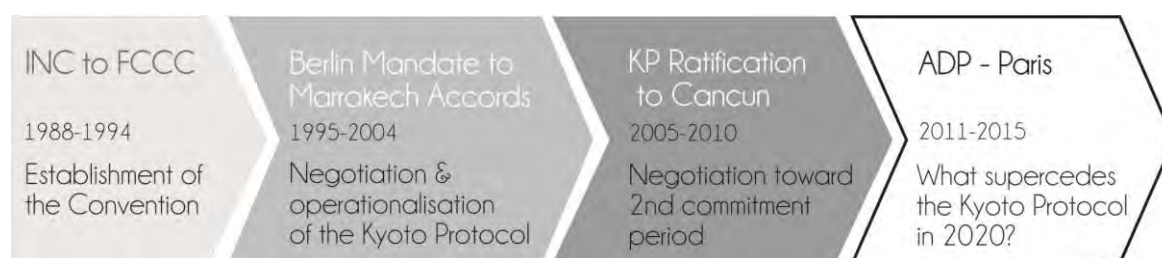 INC to FCCC
1988-1994
Establishment of
the Convention
Berlin Mandate to
Marrakech Accords
1995-2004
Negotiation &
operationalisation
of the Kyoto Protocol
KP Ratification
to Cancun
2005-2010
Negotiation toward
2nd commitment
period
ADP - Paris
2011-2015
What supercedes
the Kyoto Protocol
in 2020?